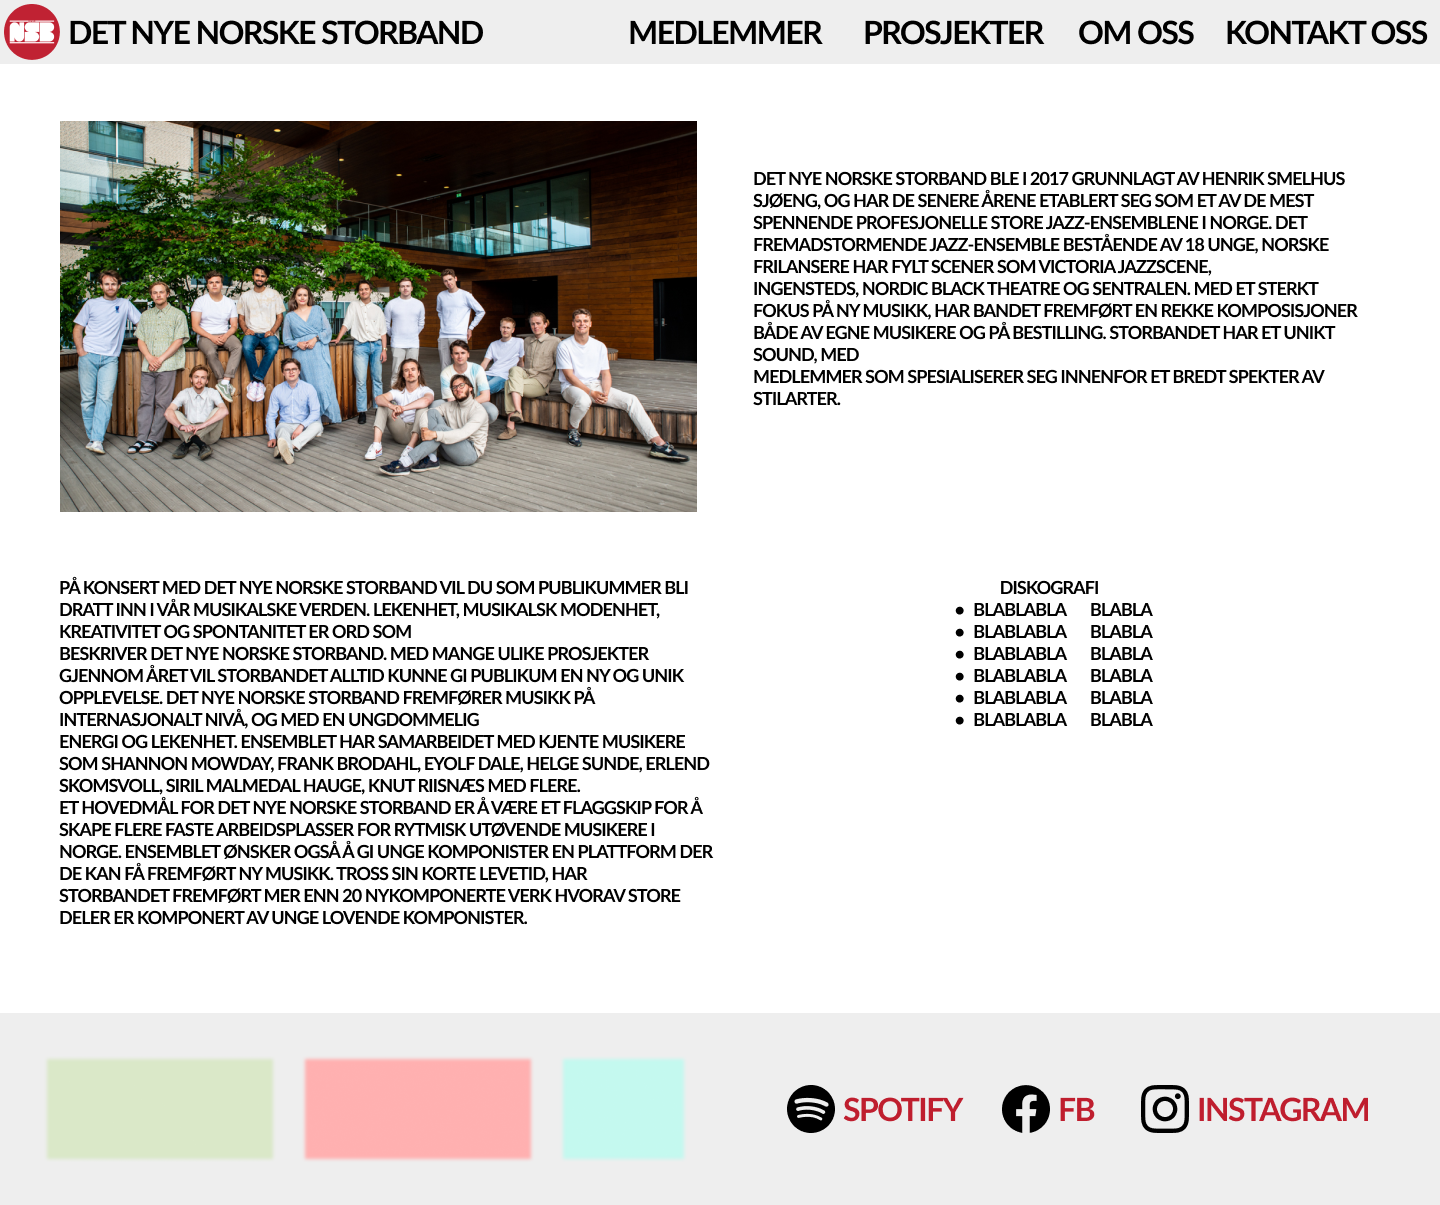 NSB DET NYE NORSKE STORBAND MEDLEMMER PROSJEKTER OM OSS KONTAKT OSS
DET NYE NORSKE STORBAND BLE I 2017 GRUNNLAGT AV HENRIK SMELHUS
SJØENG, OG HAR DE SENERE ÅRENE ETABLERT SEG SOM ET AV DE MEST
SPENNENDE PROFESJONELLE STORE JAZZ-ENSEMBLENE I NORGE. DET
FREMADSTORMENDE JAZZ-ENSEMBLE BESTÅENDE AV 18 UNGE, NORSKE
FRILANSERE HAR FYLT SCENER SOM VICTORIA JAZZSCENE,
INGENSTEDS, NORDIC BLACK THEATRE OG SENTRALEN. MED ET STERKT
FOKUS PÅ NY MUSIKK, HAR BANDET FREMFØRT EN REKKE KOMPOSISJONER
BÅDE AV EGNE MUSIKERE OG PÅ BESTILLING. STORBANDET HAR ET UNIKT
SOUND, MED
MEDLEMMER SOM SPESIALISERER SEG INNENFOR ET BREDT SPEKTER AV
STILARTER.
PÅ KONSERT MED DET NYE NORSKE STORBAND VIL DU SOM PUBLIKUMMER BLI
DRATT INN I VÅR MUSIKALSKE VERDEN. LEKENHET, MUSIKALSK MODENHET,
KREATIVITET OG SPONTANITET ER ORD SOM
BESKRIVER DET NYE NORSKE STORBAND. MED MANGE ULIKE PROSJEKTER
GJENNOM ÅRET VIL STORBANDET ALLTID KUNNE GI PUBLIKUM EN NY OG UNIK
OPPLEVELSE. DET NYE NORSKE STORBAND FREMFØRER MUSIKK PÅ
INTERNASJONALT NIVÅ, OG MED EN UNGDOMMELIG
ENERGI OG LEKENHET. ENSEMBLET HAR SAMARBEIDET MED KJENTE MUSIKERE
SOM SHANNON MOWDAY, FRANK BRODAHL, EYOLF DALE, HELGE SUNDE, ERLEND
SKOMSVOLL, SIRIL MALMEDAL HAUGE, KNUT RIISNÆS MED FLERE.
ET HOVEDMÅL FOR DET NYE NORSKE STORBAND ER Å VÆRE ET FLAGGSKIP FOR Å
SKAPE FLERE FASTE ARBEIDSPLASSER FOR RYTMISK UTØVENDE MUSIKERE I
NORGE. ENSEMBLET ØNSKER OGSÅ Å GI UNGE KOMPONISTER EN PLATTFORM DER
DE KAN FÅ FREMFØRT NY MUSIKK. TROSS SIN KORTE LEVETID, HAR
STORBANDET FREMFØRT MER ENN 20 NYKOMPONERTE VERK HVORAV STORE
DELER ER KOMPONERT AV UNGE LOVENDE KOMPONISTER.
DISKOGRAFI
● BLABLABLA BLABLA
● BLABLABLA BLABLA
● BLABLABLA BLABLA
● BLABLABLA BLABLA
● BLABLABLA BLABLA
● BLABLABLA BLABLA
SPOTIFY FB INSTAGRAM